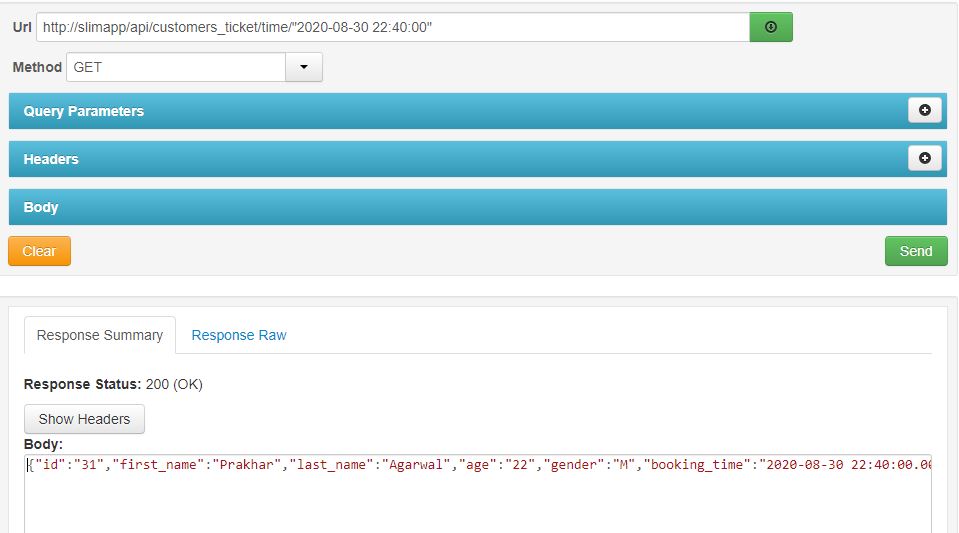 Url http://slimapp/api/customers_ticket/time/"2020-08-30 22:40:00"
Method GET
Query Parameters
Headers
Body
Clear Send
Response Summary Response Raw
Response Status: 200 (OK)
Show Headers
Body:
{"id":"31","first_name":"Prakhar","last_name":"Agarwal","age":"22","gender":"M","booking_time":"2020-08-30 22:40:00.00